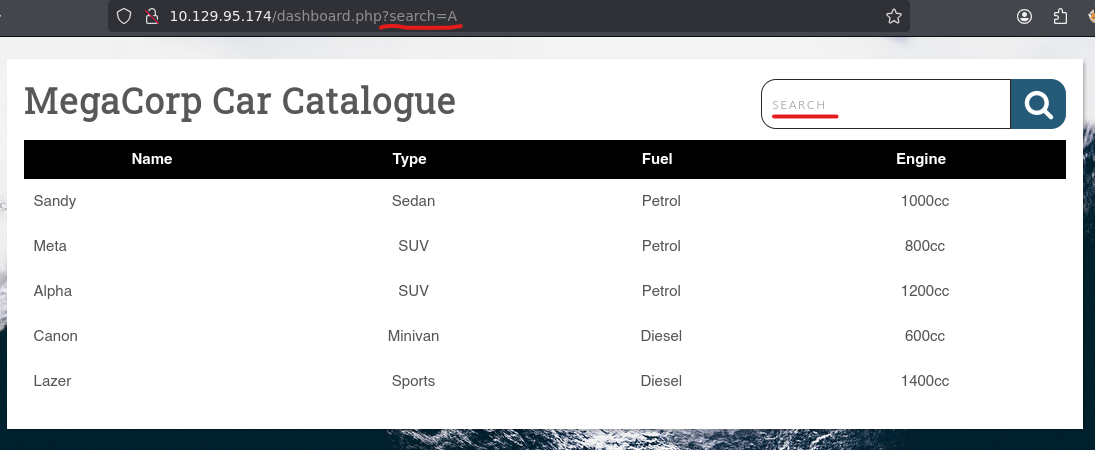 10.129.95.174/dashboard.php?search=A
MegaCorp Car Catalogue
SEARCH
Name Type Fuel Engine
Sandy Sedan Petrol 1000cc
Meta SUV Petrol 800cc
Alpha SUV Petrol 1200cc
Canon Minivan Diesel 600cc
Lazer Sports Diesel 1400cc